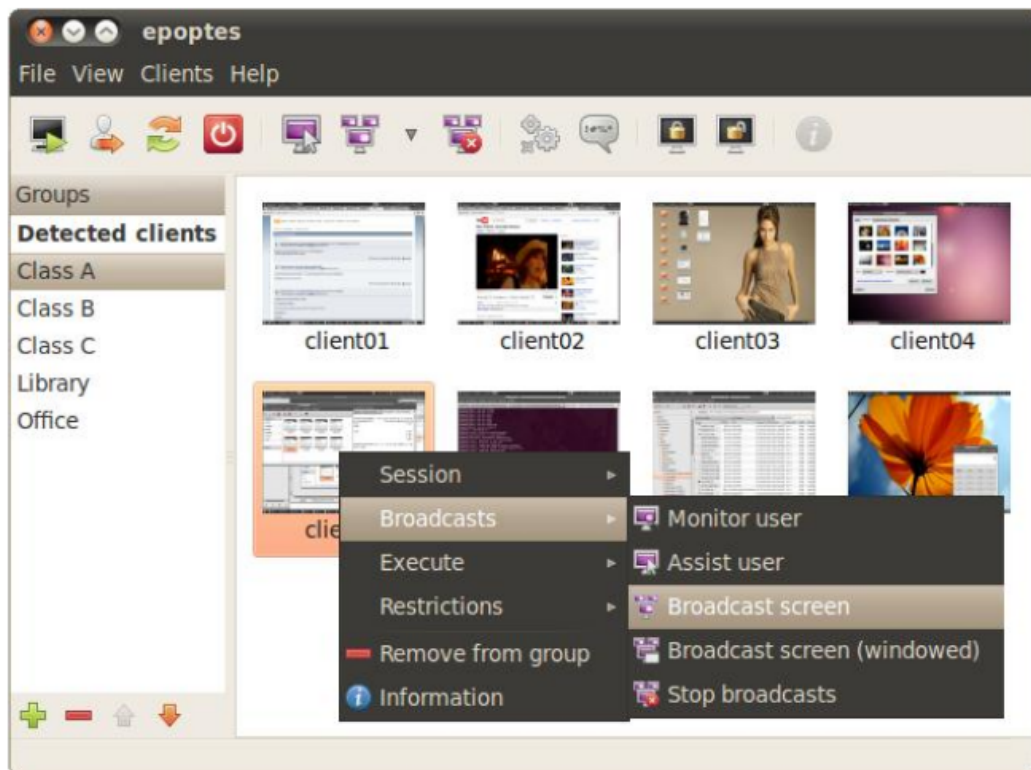 epoptes
File View Clients Help
Groups
Detected clients
Class A
Class B
Class C
Library
Office
client01
client02
client03
client04
Session
Broadcasts
Execute
Restrictions
Remove from group
Information
Monitor user
Assist user
Broadcast screen
Broadcast screen (windowed)
Stop broadcasts